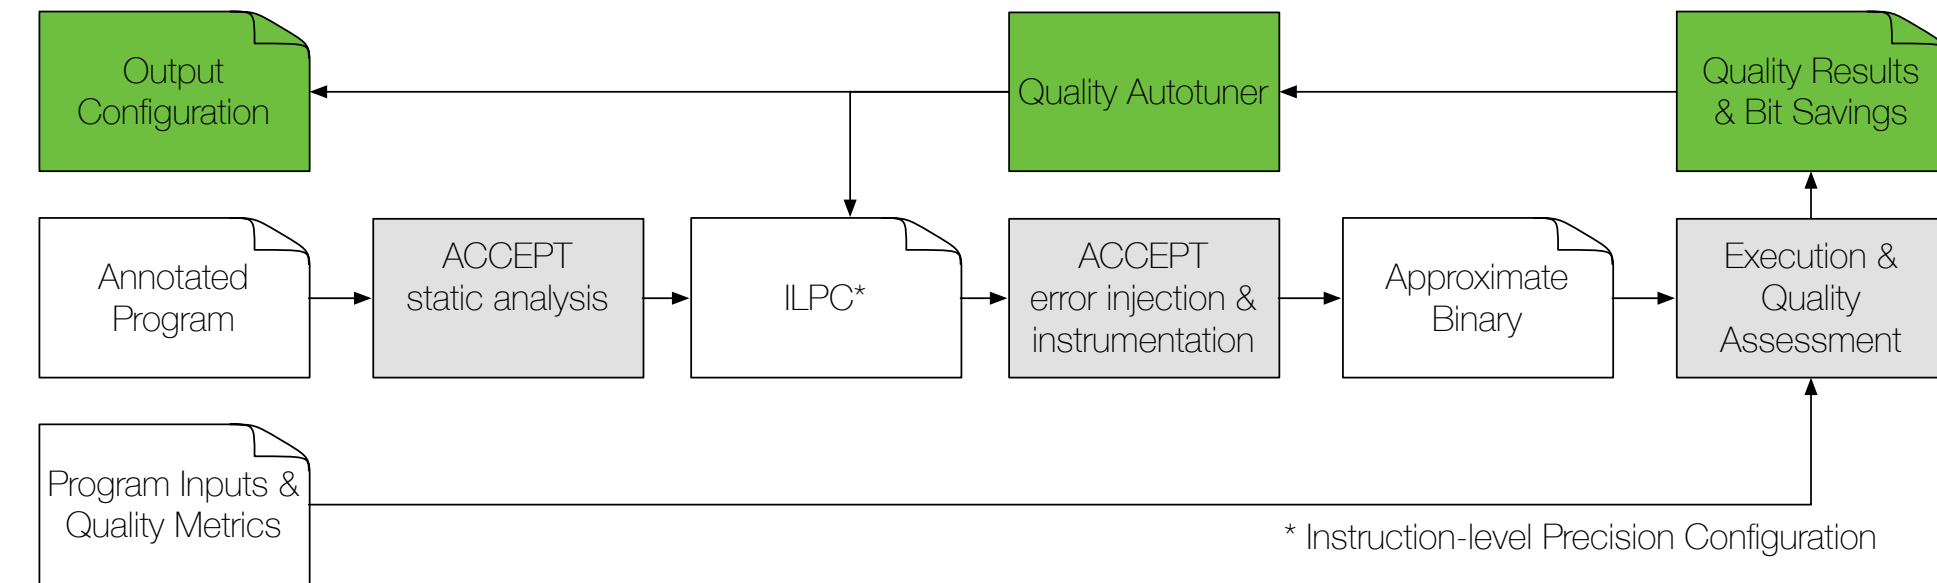 Output
Configuration
Quality Autotuner
Quality Results
& Bit Savings
Annotated
Program
ACCEPT
static analysis
ILPC*
ACCEPT
error injection &
instrumentation
Approximate
Binary
Execution &
Quality
Assessment
Program Inputs &
Quality Metrics
* Instruction-level Precision Configuration